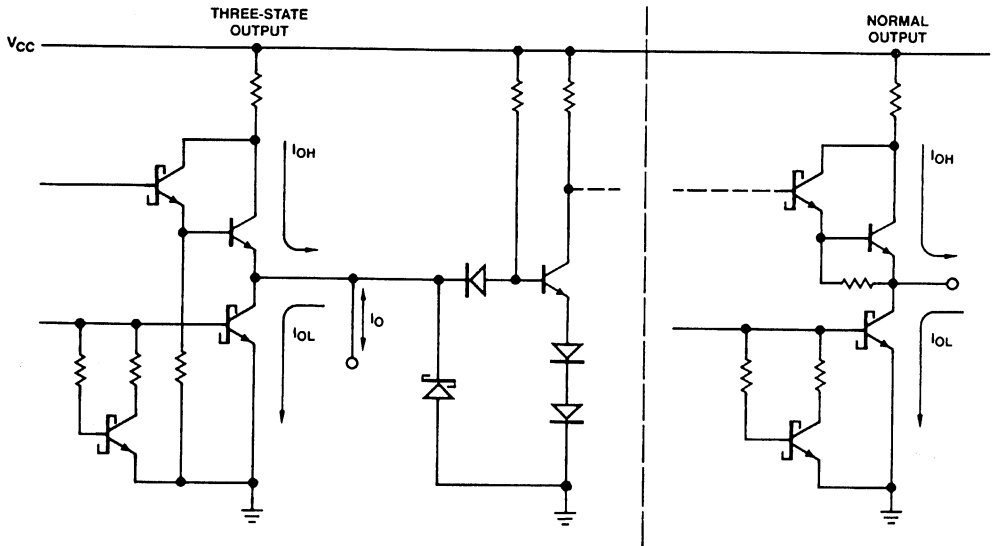 THREE-STATE
OUTPUT
NORMAL
OUTPUT
VCC
IOH
IOH
IO
IOL
IOL